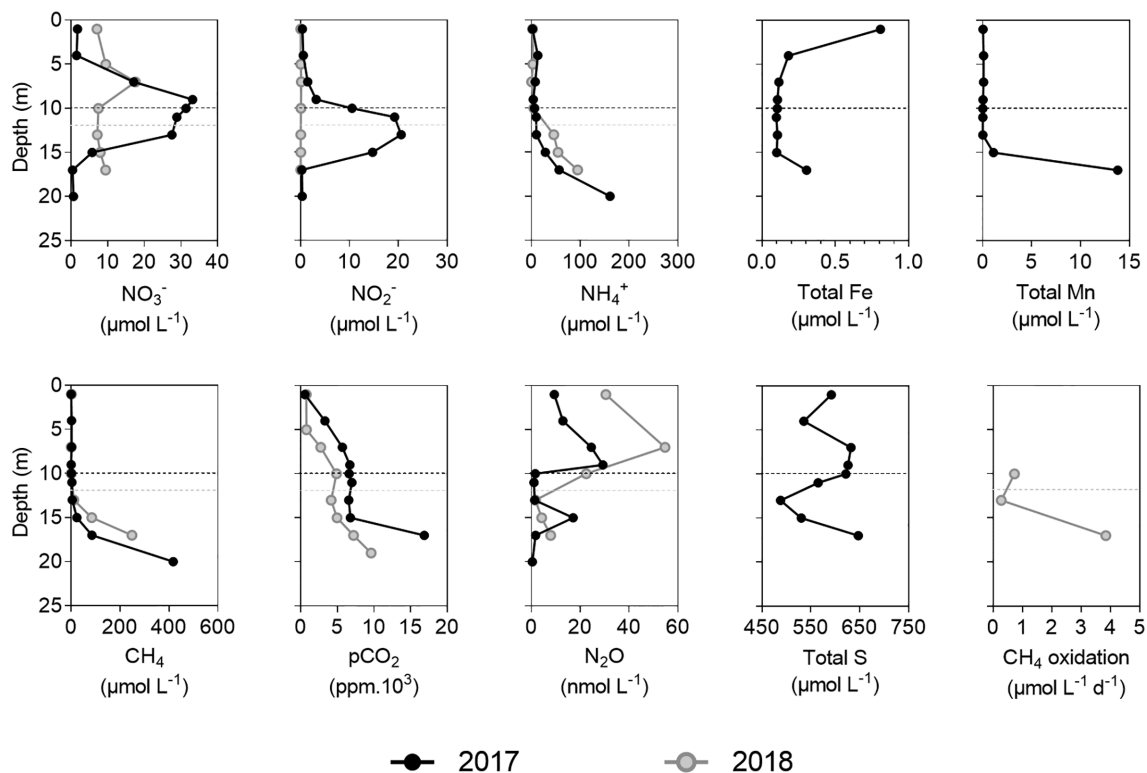 Depth (m)
0
5
10
15
20
25
0 10 20 30 40
0 10 20 30
0 100 200 300
0.0 0.5 1.0
0 5 10 15
NO₃⁻ NO₂⁻ NH₄⁺ Total Fe Total Mn
(µmol L⁻¹) (µmol L⁻¹) (µmol L⁻¹) (µmol L⁻¹) (µmol L⁻¹)
Depth (m)
0
5
10
15
20
25
0 200 400 600
0 5 10 15 20
0 20 40 60
450 550 650 750
0 1 2 3 4 5
CH₄ pCO₂ N₂O Total S CH₄ oxidation
(µmol L⁻¹) (ppm.10³) (nmol L⁻¹) (µmol L⁻¹) (µmol L⁻¹ d⁻¹)
2017 2018